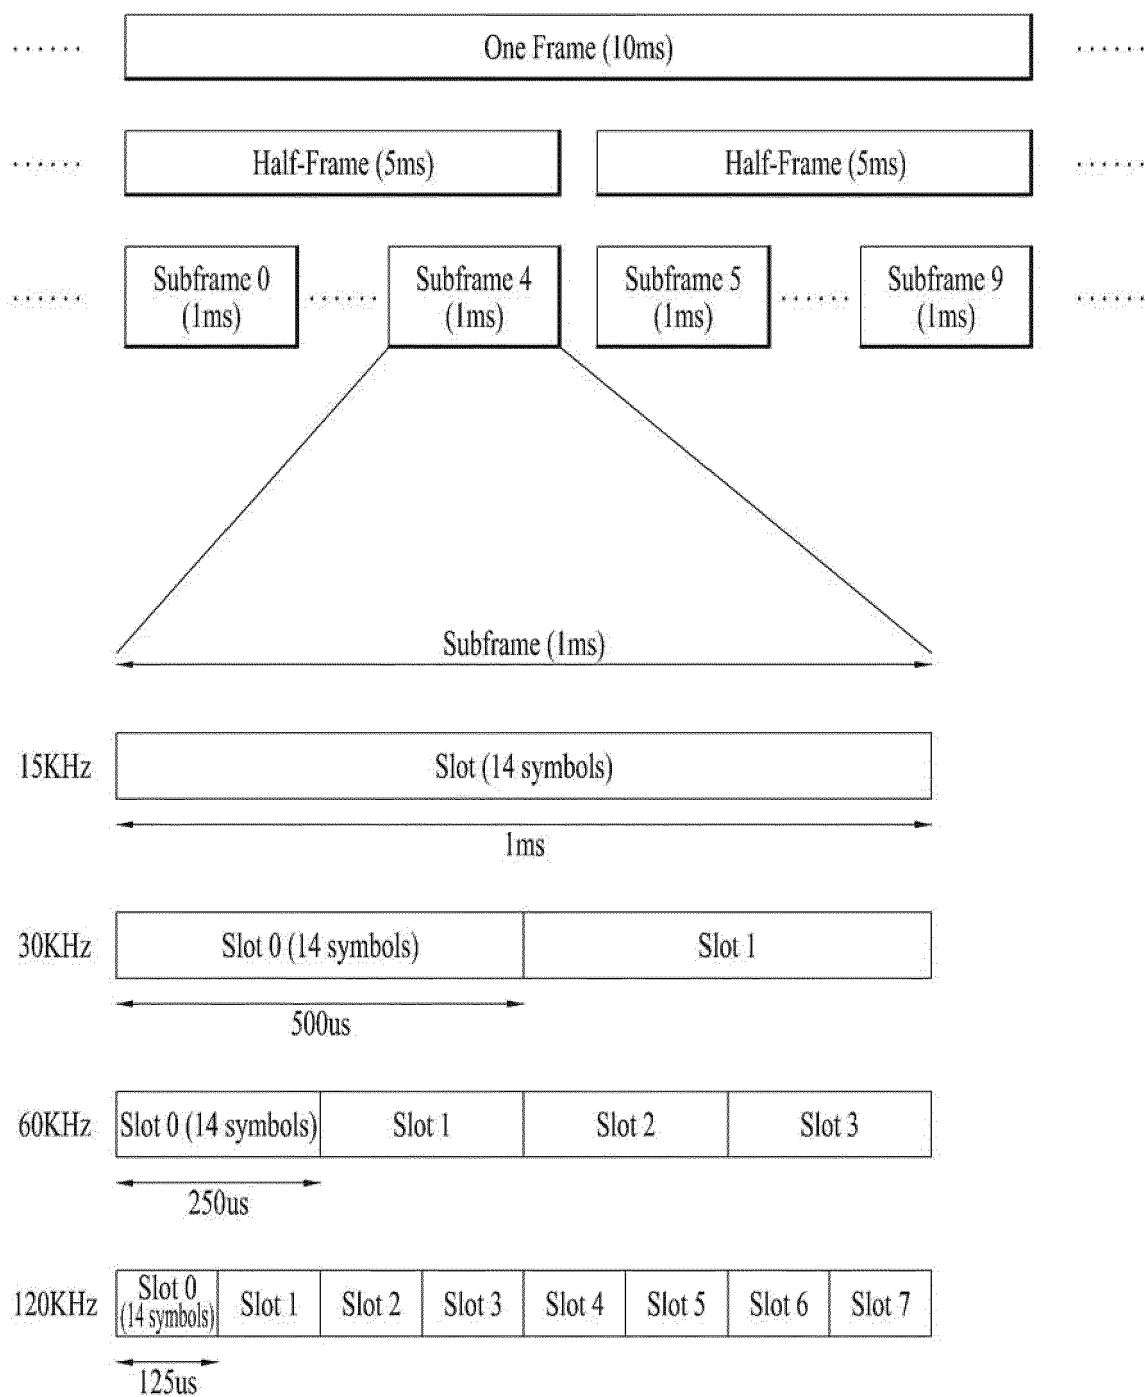 One Frame (10ms)
Half-Frame (5ms) Half-Frame (5ms)
Subframe 0 Subframe 4 Subframe 5 Subframe 9
(1ms) (1ms) (1ms) (1ms)
Subframe (1ms)
15KHz Slot (14 symbols)
1ms
30KHz Slot 0 (14 symbols) Slot 1
500us
60KHz Slot 0 (14 symbols) Slot 1 Slot 2 Slot 3
250us
120KHz Slot 0 (14 symbols) Slot 1 Slot 2 Slot 3 Slot 4 Slot 5 Slot 6 Slot 7
125us